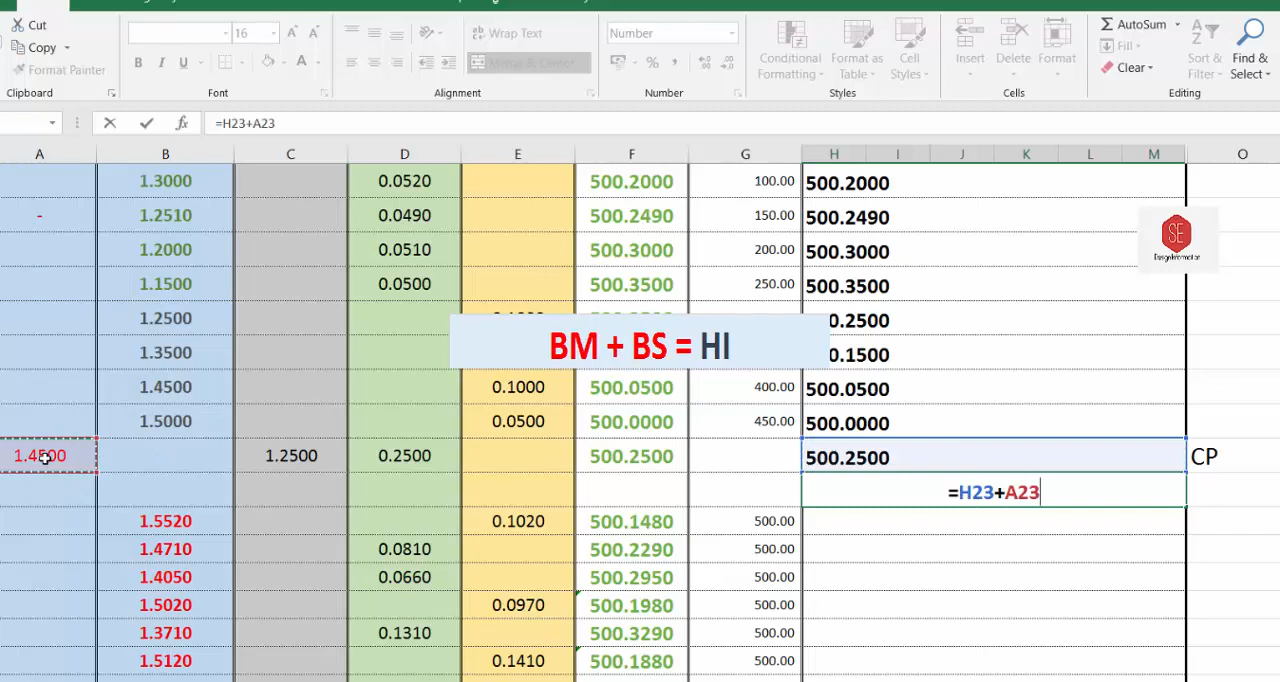 Cut
Copy
Format Painter
Clipboard
16
B I U
Font
Wrap Text
Merge & Center
Alignment
Number
%
Number
Conditional Formatting
Format as Table
Cell Styles
Styles
Insert
Delete
Format
Cells
AutoSum
Fill
Clear
Sort & Filter
Find & Select
Editing
fx =H23+A23
A B C D E F G H I J K L M O
1.3000 0.0520 500.2000 100.00 500.2000
- 1.2510 0.0490 500.2490 150.00 500.2490
1.2000 0.0510 500.3000 200.00 500.3000
1.1500 0.0500 500.3500 250.00 500.3500
SE
1.2500 0.2500
BM + BS = HI
1.3500 0.1500
1.4500 0.1000 500.0500 400.00 500.0500
1.5000 0.0500 500.0000 450.00 500.0000
1.4500 1.2500 0.2500 500.2500 500.2500 CP
=H23+A23
1.5520 0.1020 500.1480 500.00
1.4710 0.0810 500.2290 500.00
1.4050 0.0660 500.2950 500.00
1.5020 0.0970 500.1980 500.00
1.3710 0.1310 500.3290 500.00
1.5120 0.1410 500.1880 500.00